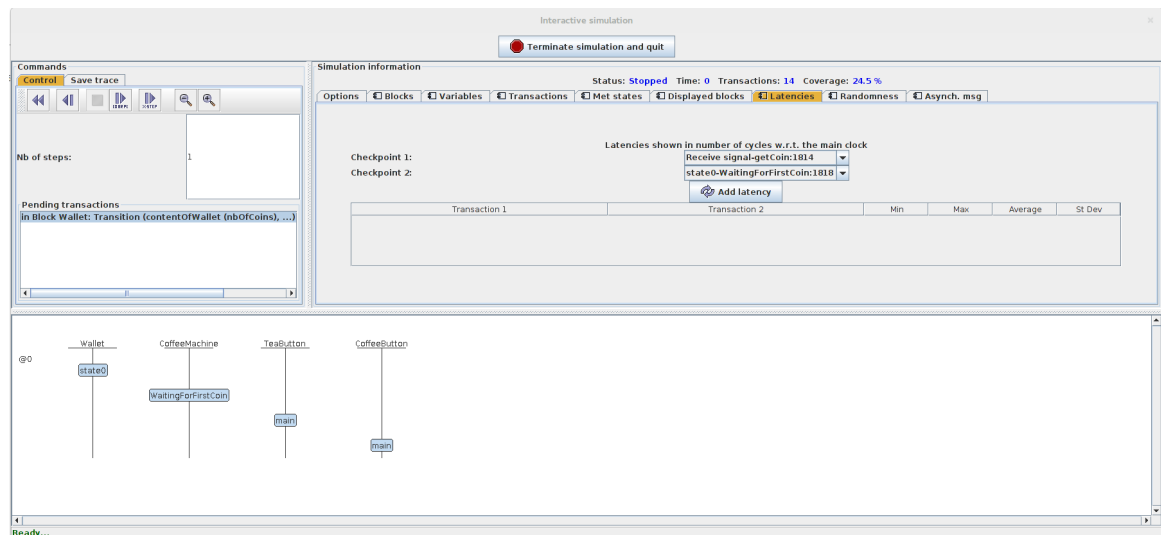 Interactive simulation
Terminate simulation and quit
Commands
Control Save trace
Nb of steps:
1
Pending transactions
in Block Wallet: Transition (contentOfWallet (nbOfCoins), ...)
Simulation information
Status: Stopped Time: 0 Transactions: 14 Coverage: 24.5 %
Options Blocks Variables Transactions Met states Displayed blocks Latencies Randomness Asynch. msg
Latencies shown in number of cycles w.r.t. the main clock
Checkpoint 1: Receive signal-getCoin:1814
Checkpoint 2: state0-WaitingForFirstCoin:1818
Add latency
Transaction 1 Transaction 2 Min Max Average St Dev
Wallet CoffeeMachine TeaButton CoffeeButton
@0
state0
WaitingForFirstCoin
main
main
Ready...